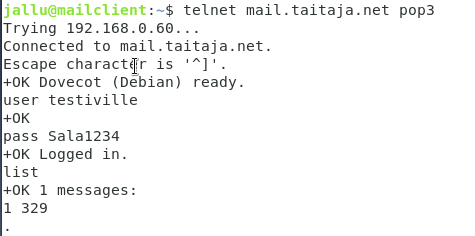 jallu@mailclient:~$ telnet mail.taitaja.net pop3
Trying 192.168.0.60...
Connected to mail.taitaja.net.
Escape character is '^]'.
+OK Dovecot (Debian) ready.
user testiville
+OK
pass Sala1234
+OK Logged in.
list
+OK 1 messages:
1 329
.